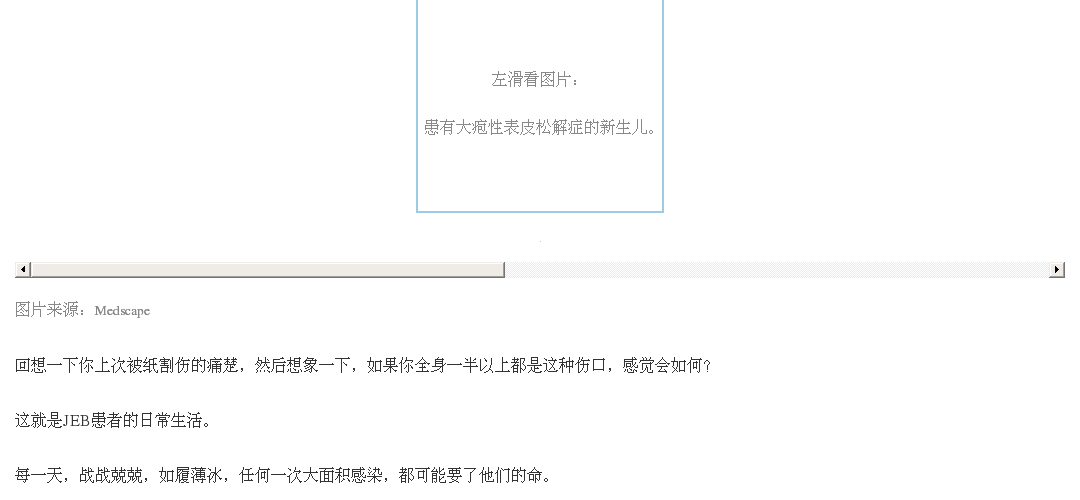 左滑看图片：
患有大疱性表皮松解症的新生儿。
图片来源：Medscape
回想一下你上次被纸割伤的痛楚，然后想象一下，如果你全身一半以上都是这种伤口，感觉会如何？
这就是JEB患者的日常生活。
每一天，战战兢兢，如履薄冰，任何一次大面积感染，都可能要了他们的命。